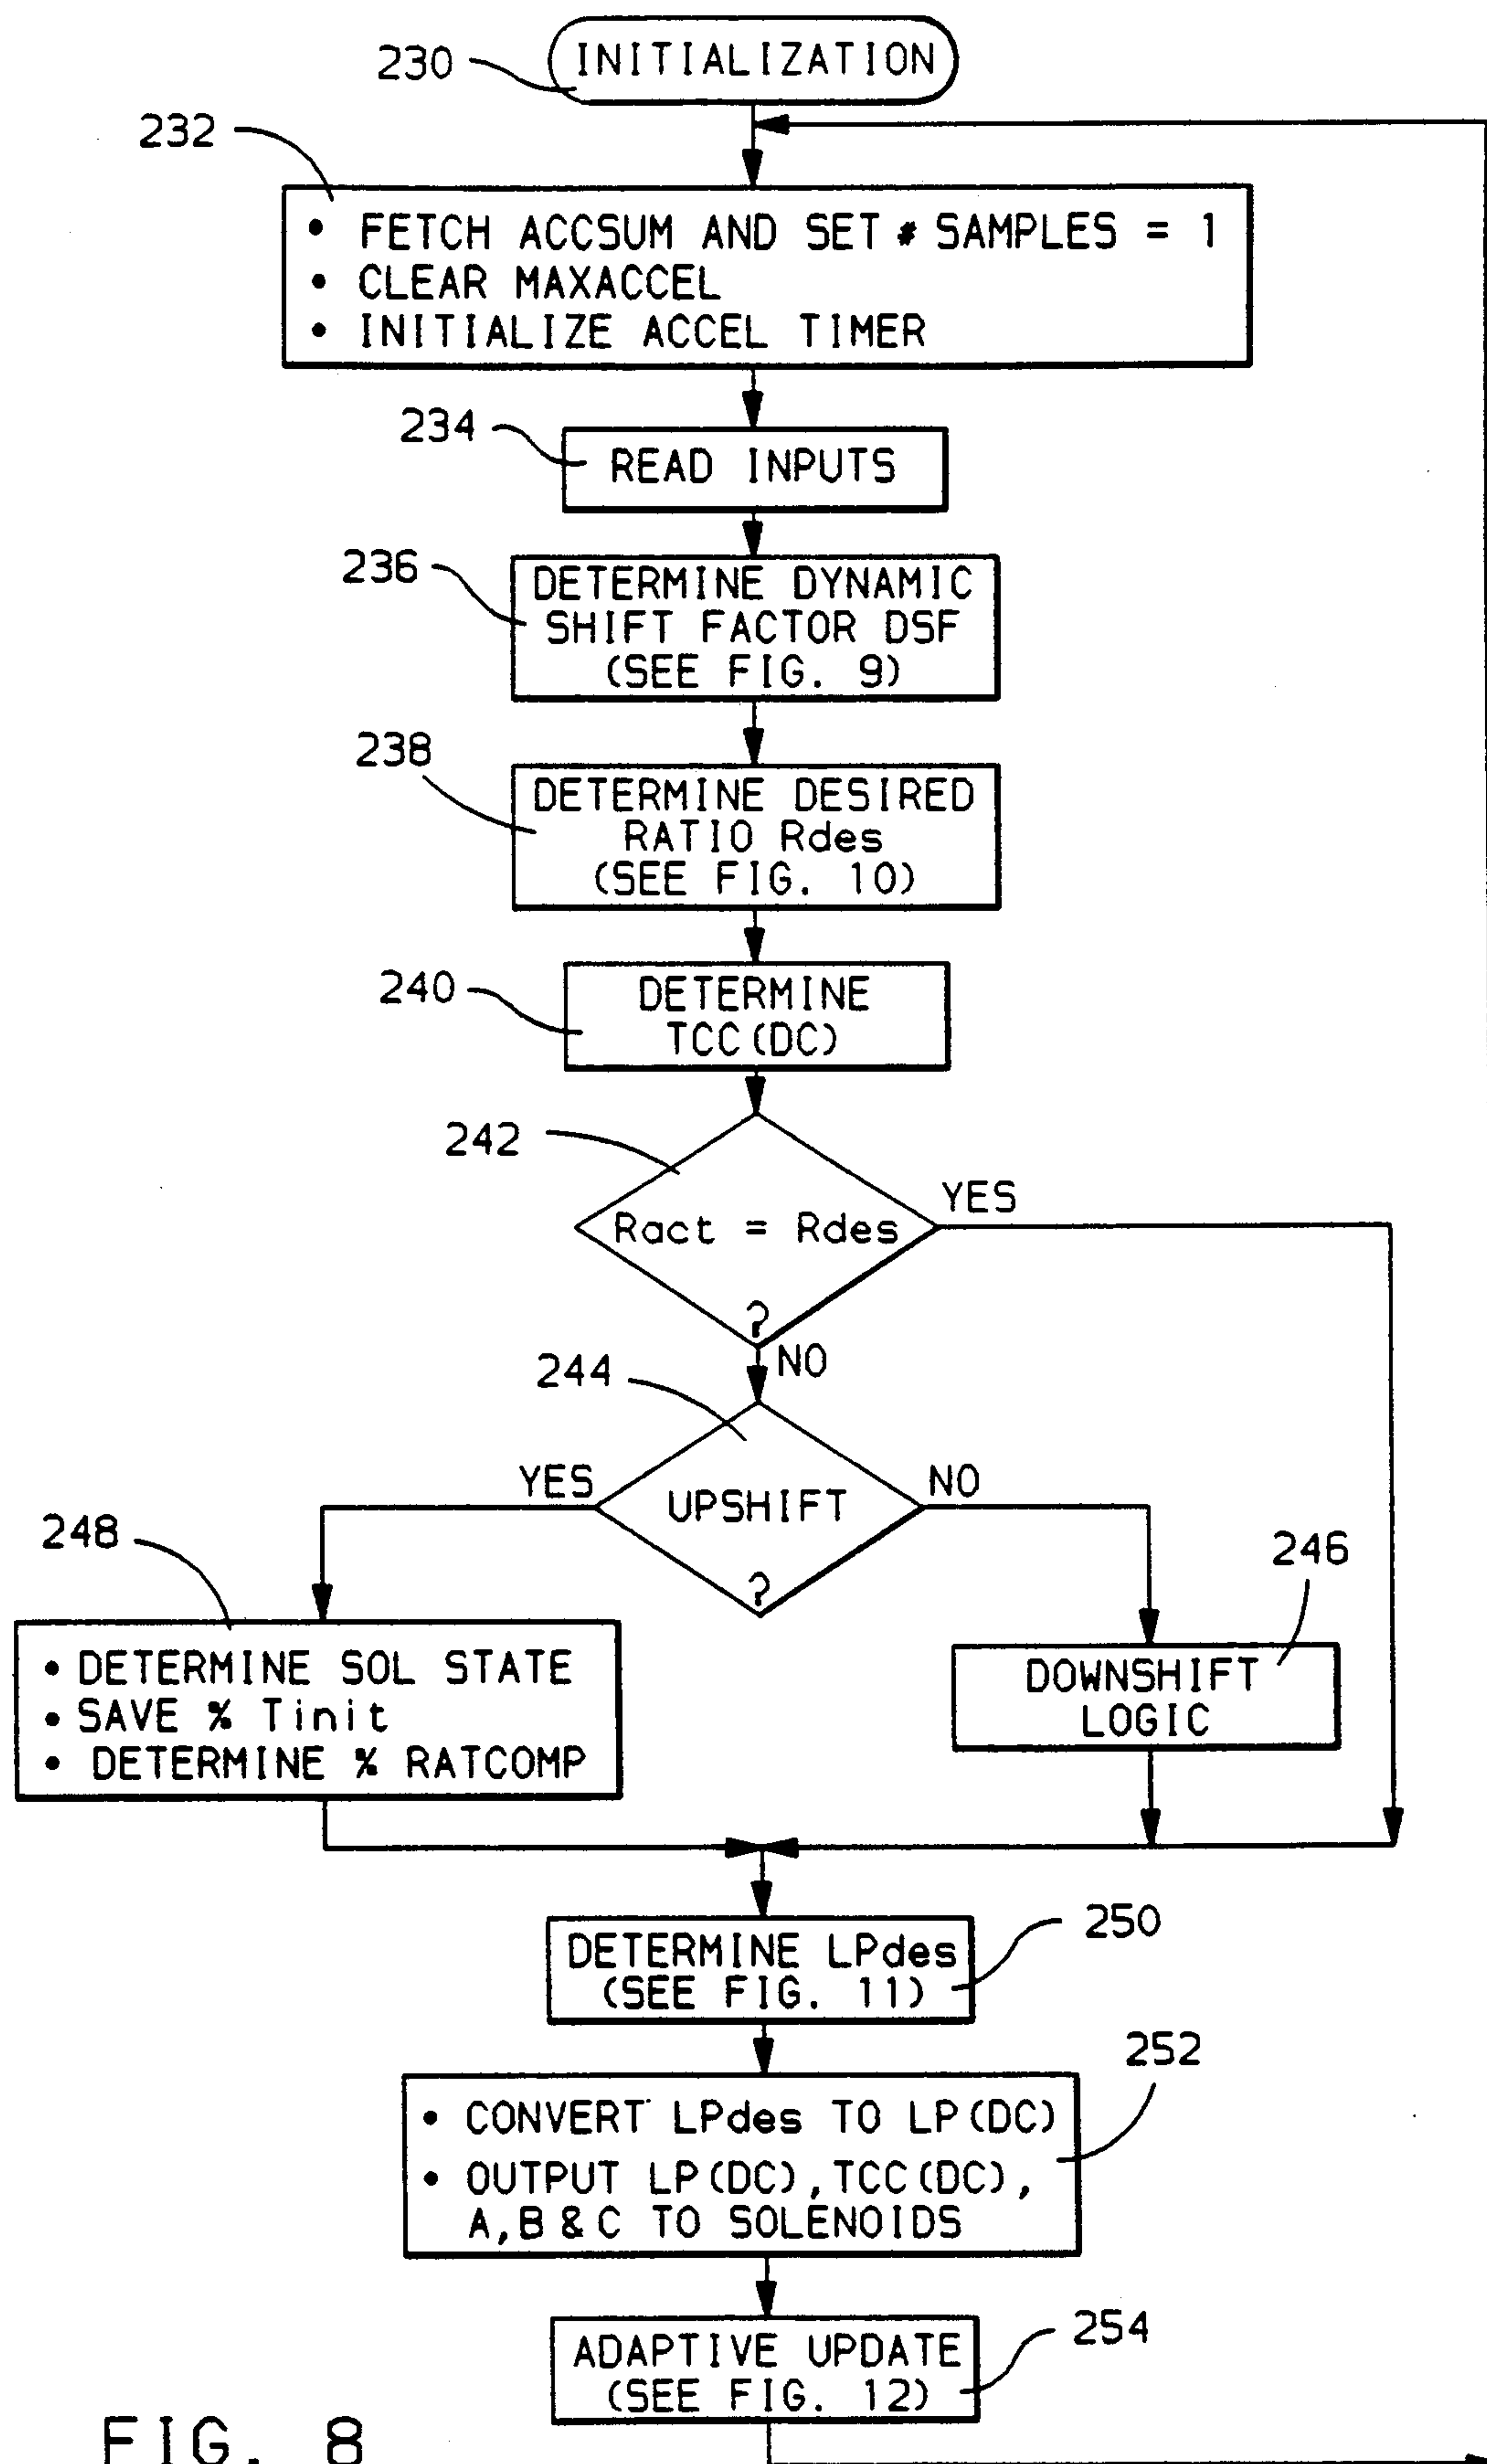 230
INITIALIZATION
232
• FETCH ACCSUM AND SET # SAMPLES = 1
• CLEAR MAXACCEL
• INITIALIZE ACCEL TIMER
234
READ INPUTS
236
DETERMINE DYNAMIC
SHIFT FACTOR DSF
(SEE FIG. 9)
238
DETERMINE DESIRED
RATIO Rdes
(SEE FIG. 10)
240
DETERMINE
TCC(DC)
242
Ract = Rdes
?
YES
NO
244
UPSHIFT
?
YES
NO
248
• DETERMINE SOL STATE
• SAVE % Tinit
• DETERMINE % RATCOMP
246
DOWNSHIFT
LOGIC
250
DETERMINE LPdes
(SEE FIG. 11)
252
• CONVERT LPdes TO LP(DC)
• OUTPUT LP(DC), TCC(DC),
A, B & C TO SOLENOIDS
254
ADAPTIVE UPDATE
(SEE FIG. 12)
FIG. 8